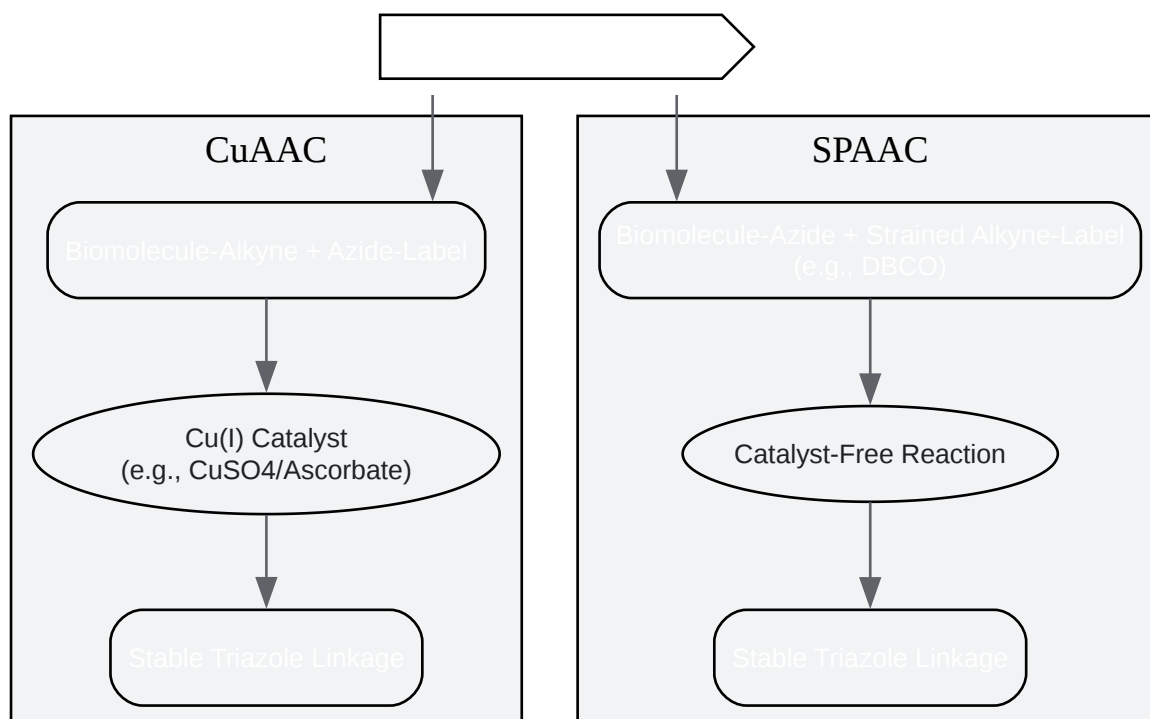 CuAAC
SPAAC
Biomolecule-Alkyne + Azide-Label
Biomolecule-Azide + Strained Alkyne-Label
(e.g., DBCO)
Cu(I) Catalyst
(e.g., CuSO4/Ascorbate)
Catalyst-Free Reaction
Stable Triazole Linkage
Stable Triazole Linkage